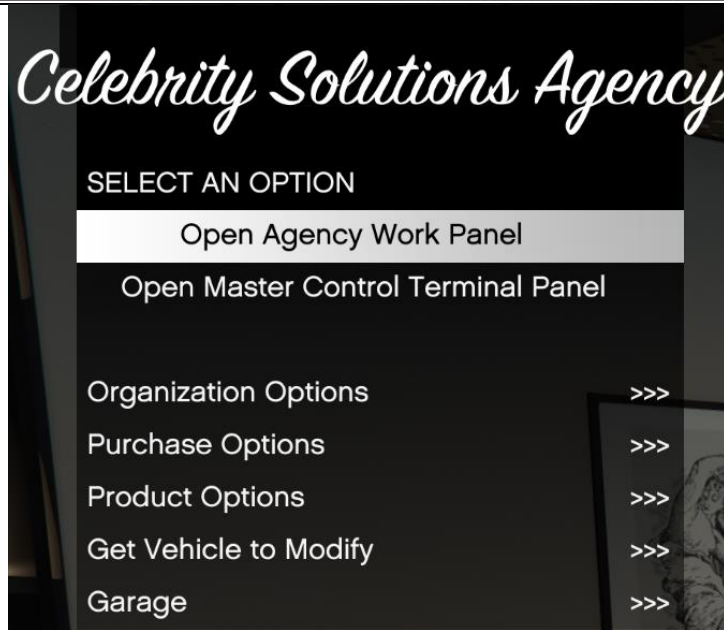 Celebrity Solutions Agency
SELECT AN OPTION
Open Agency Work Panel
Open Master Control Terminal Panel
Organization Options >>>
Purchase Options >>>
Product Options >>>
Get Vehicle to Modify >>>
Garage >>>